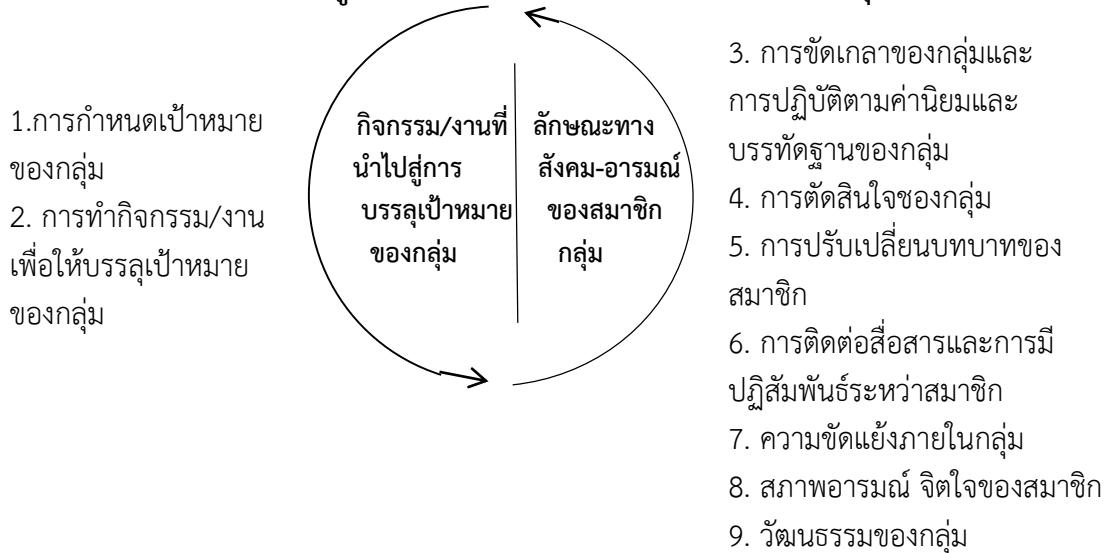 1.การกำหนดเป้าหมาย
ของกลุ่ม
2. การทำกิจกรรม/งาน
เพื่อให้บรรลุเป้าหมาย
ของกลุ่ม
กิจกรรม/งานที่
นำไปสู่การ
บรรลุเป้าหมาย
ของกลุ่ม
ลักษณะทาง
สังคม-อารมณ์
ของสมาชิก
กลุ่ม
3. การขัดเกลาของกลุ่มและ
การปฏิบัติตามค่านิยมและ
บรรทัดฐานของกลุ่ม
4. การตัดสินใจชองกลุ่ม
5. การปรับเปลี่ยนบทบาทของ
สมาชิก
6. การติดต่อสื่อสารและการมี
ปฏิสัมพันธ์ระหว่าสมาชิก
7. ความขัดแย้งภายในกลุ่ม
8. สภาพอารมณ์ จิตใจของสมาชิก
9. วัฒนธรรมของกลุ่ม